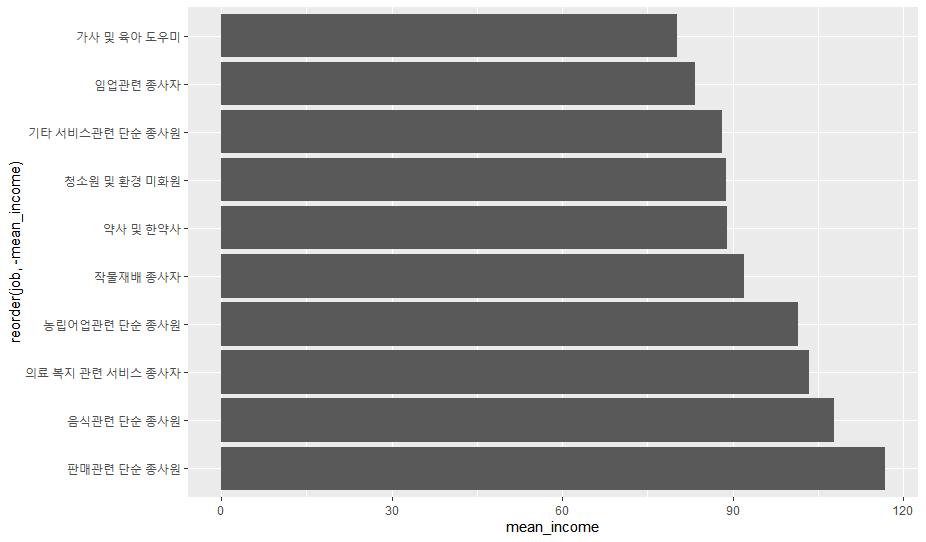 가사 및 육아 도우미
임업관련 종사자
기타 서비스관련 단순 종사원
청소원 및 환경 미화원
약사 및 한약사
작물재배 종사자
농림어업관련 단순 종사원
의료 복지 관련 서비스 종사자
음식관련 단순 종사원
판매관련 단순 종사원
reorder(job, -mean_income)
0 30 60 90 120
mean_income